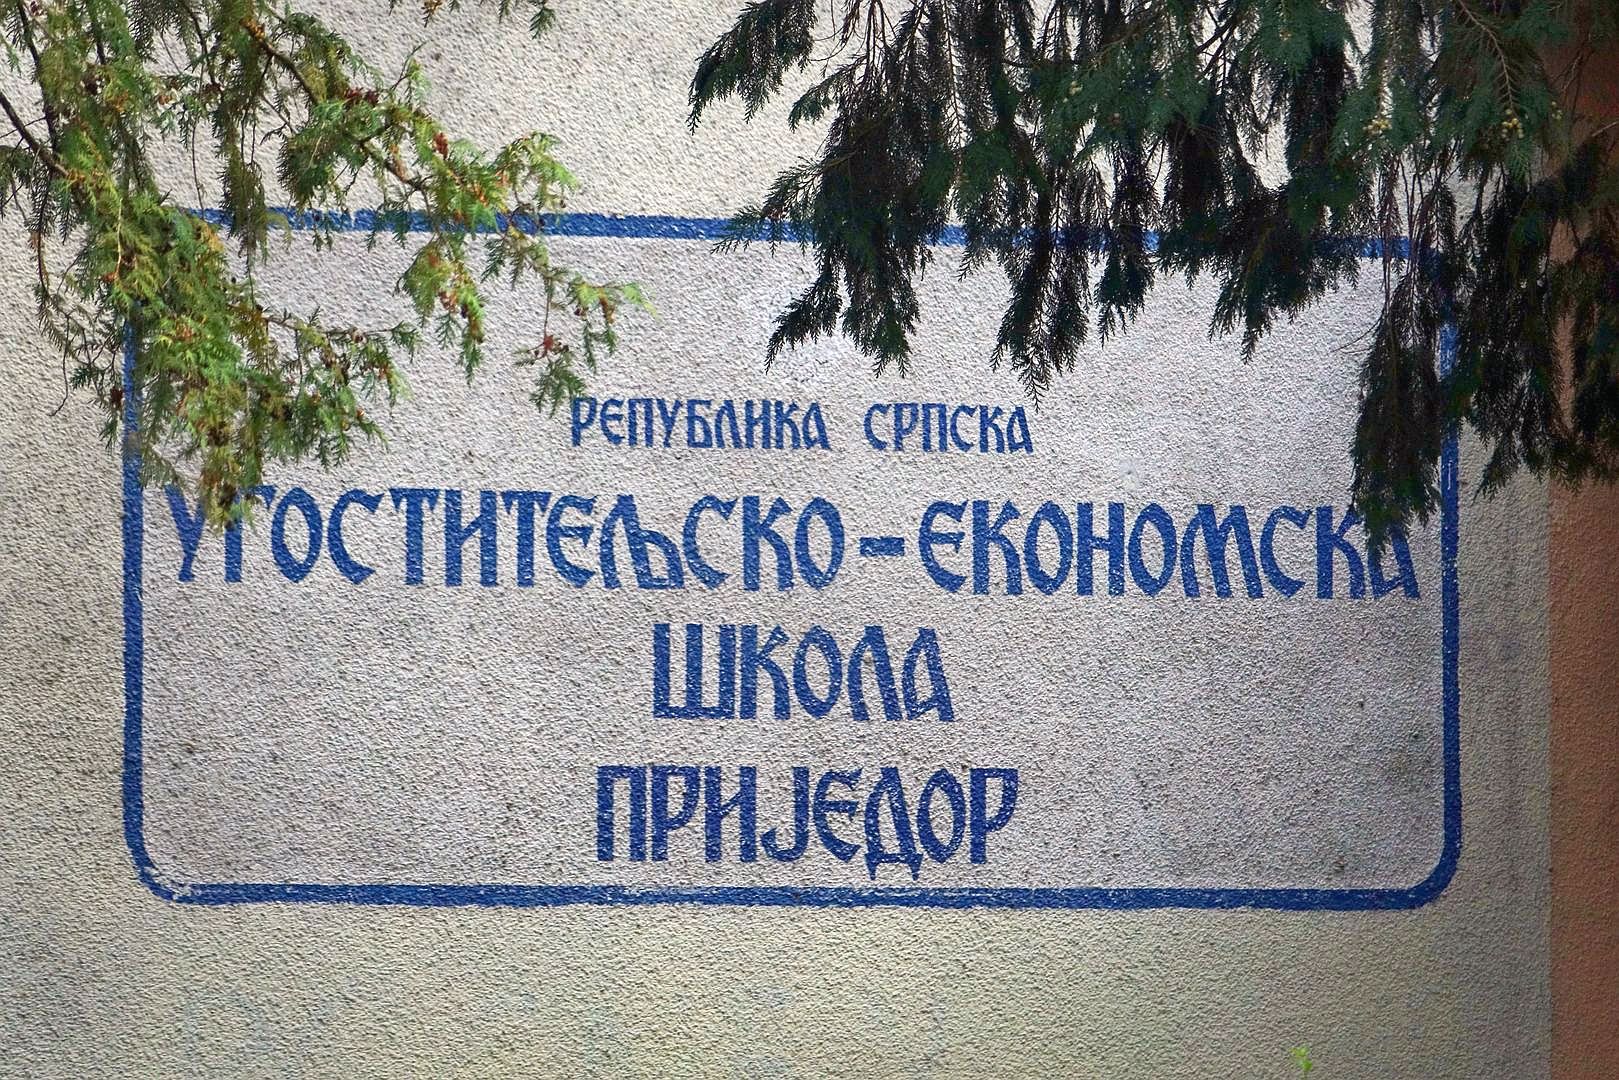 РЕПУБЛИКА СРПСКА
УГОСТИТЕЉСКО-ЕКОНОМСКА
ШКОЛА
ПРИЈЕДОР